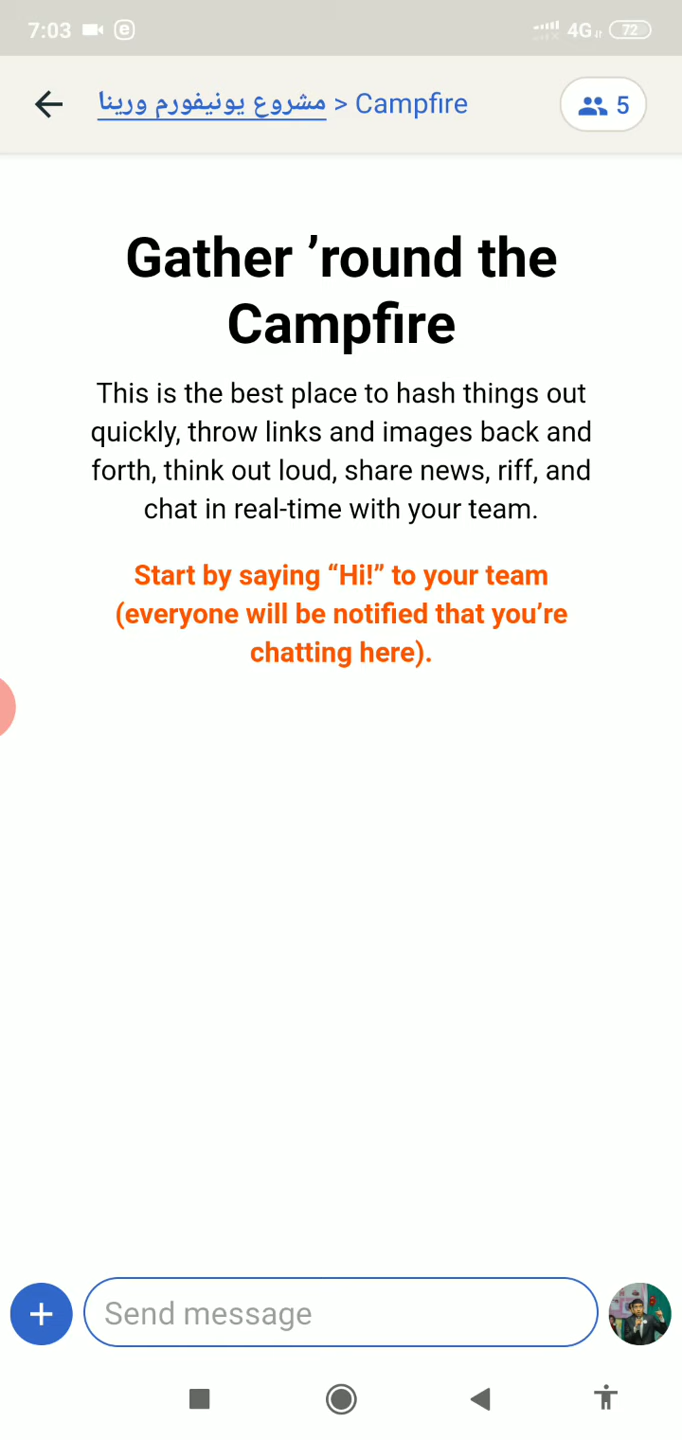 7:03 4G 72
مشروع يونيفورم ورينا > Campfire 5
Gather ’round the
Campfire
This is the best place to hash things out
quickly, throw links and images back and
forth, think out loud, share news, riff, and
chat in real-time with your team.
Start by saying “Hi!” to your team
(everyone will be notified that you’re
chatting here).
Send message